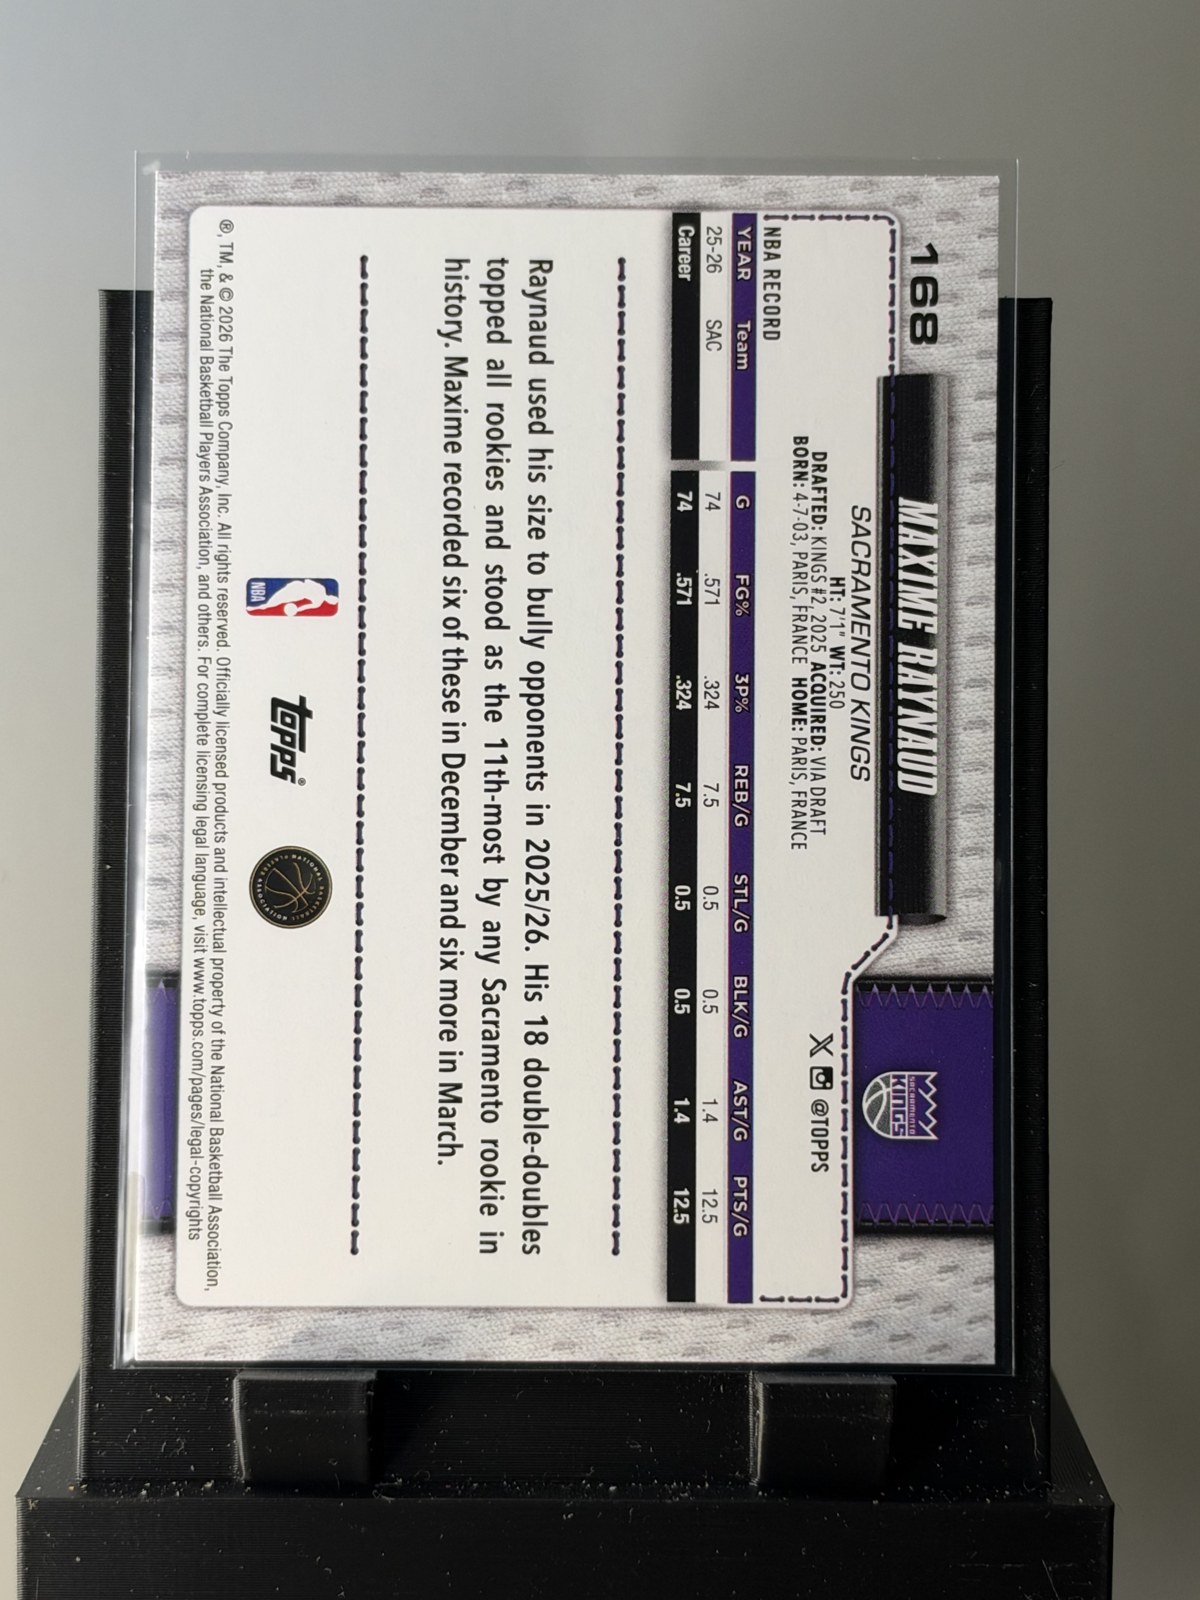 168
MAXIME RAYNAUD
SACRAMENTO KINGS
SACRAMENTO
KINGS
HT: 7'1" WT: 250
DRAFTED: KINGS #2, 2025 ACQUIRED: VIA DRAFT
BORN: 4-7-03, PARIS, FRANCE HOME: PARIS, FRANCE
X @TOPPS
NBA RECORD
YEAR Team G FG% 3P% REB/G STL/G BLK/G AST/G PTS/G
25-26 SAC 74 .571 .324 7.5 0.5 0.5 1.4 12.5
Career 74 .571 .324 7.5 0.5 0.5 1.4 12.5
Raynaud used his size to bully opponents in 2025/26. His 18 double-doubles
topped all rookies and stood as the 11th-most by any Sacramento rookie in
history. Maxime recorded six of these in December and six more in March.
NBA
topps®
NATIONAL BASKETBALL PLAYERS ASSOCIATION
®, TM, & © 2026 The Topps Company, Inc. All rights reserved. Officially licensed products and intellectual property of the National Basketball Association,
the National Basketball Players Association, and others. For complete licensing legal language, visit www.topps.com/pages/legal-copyrights